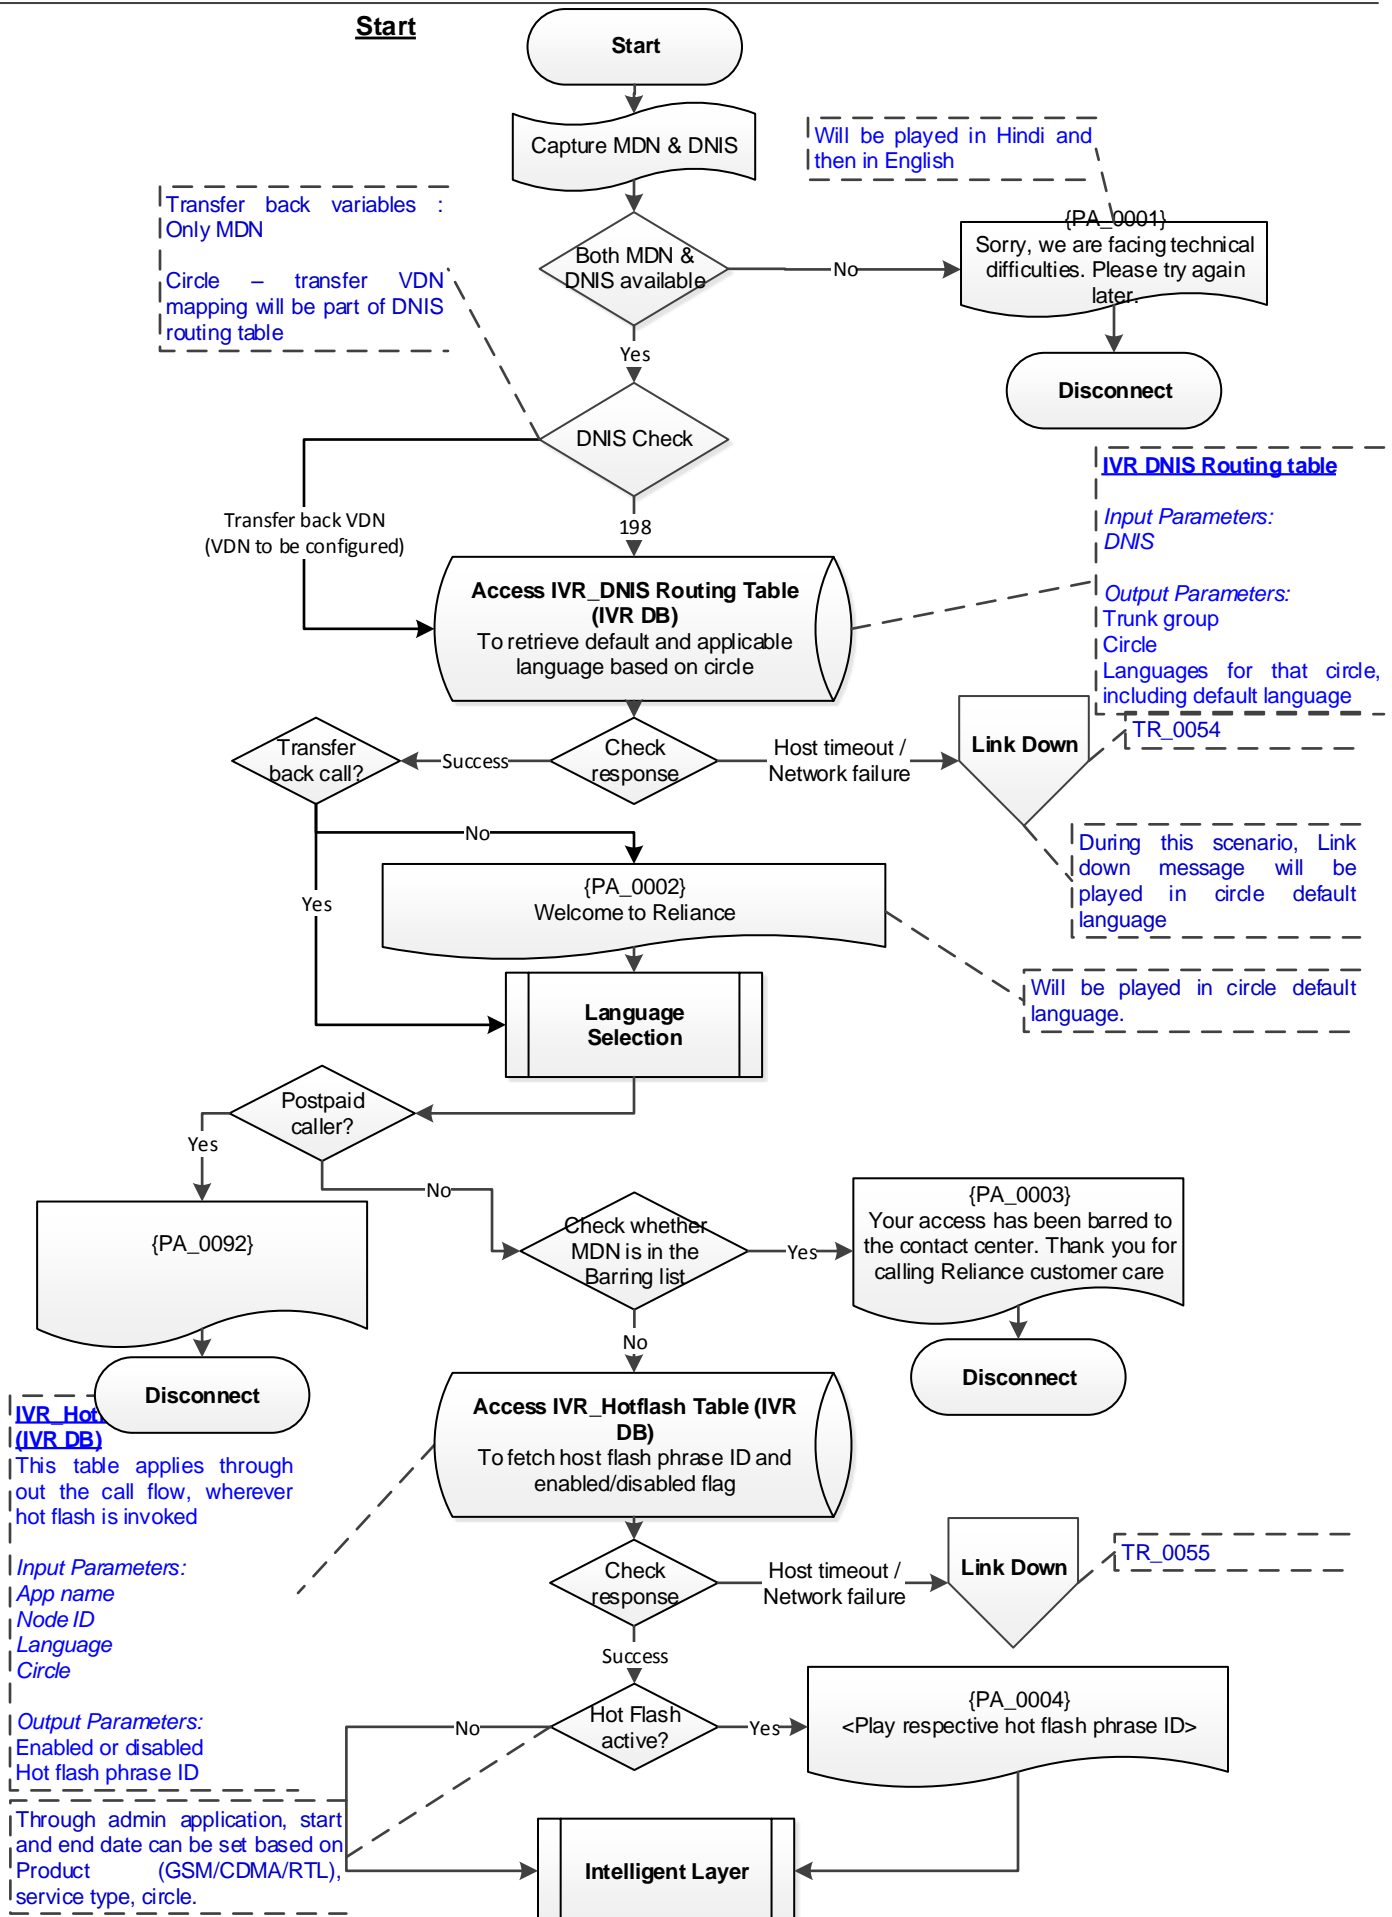 Start
Start
Capture MDN & DNIS
Will be played in Hindi and
then in English
Transfer back variables :
Only MDN
Circle – transfer VDN
mapping will be part of DNIS
routing table
Both MDN &
DNIS available
No
{PA_0001}
Sorry, we are facing technical
difficulties. Please try again
later.
Yes
Disconnect
DNIS Check
IVR DNIS Routing table
Input Parameters:
DNIS
Output Parameters:
Trunk group
Circle
Languages for that circle,
including default language
Transfer back VDN
(VDN to be configured)
198
Access IVR_DNIS Routing Table
(IVR DB)
To retrieve default and applicable
language based on circle
Transfer
back call?
Success
Check
response
Host timeout /
Network failure
Link Down
TR_0054
During this scenario, Link
down message will be
played in circle default
language
No
Yes
{PA_0002}
Welcome to Reliance
Will be played in circle default
language.
Language
Selection
Postpaid
caller?
Yes
No
{PA_0092}
Check whether
MDN is in the
Barring list
Yes
{PA_0003}
Your access has been barred to
the contact center. Thank you for
calling Reliance customer care
No
Disconnect
Disconnect
IVR_Hot
(IVR DB)
This table applies through
out the call flow, wherever
hot flash is invoked
Input Parameters:
App name
Node ID
Language
Circle
Output Parameters:
Enabled or disabled
Hot flash phrase ID
Access IVR_Hotflash Table (IVR
DB)
To fetch host flash phrase ID and
enabled/disabled flag
Check
response
Host timeout /
Network failure
Link Down
TR_0055
Success
Hot Flash
active?
No
Yes
{PA_0004}
<Play respective hot flash phrase ID>
Through admin application, start
and end date can be set based on
Product (GSM/CDMA/RTL),
service type, circle.
Intelligent Layer